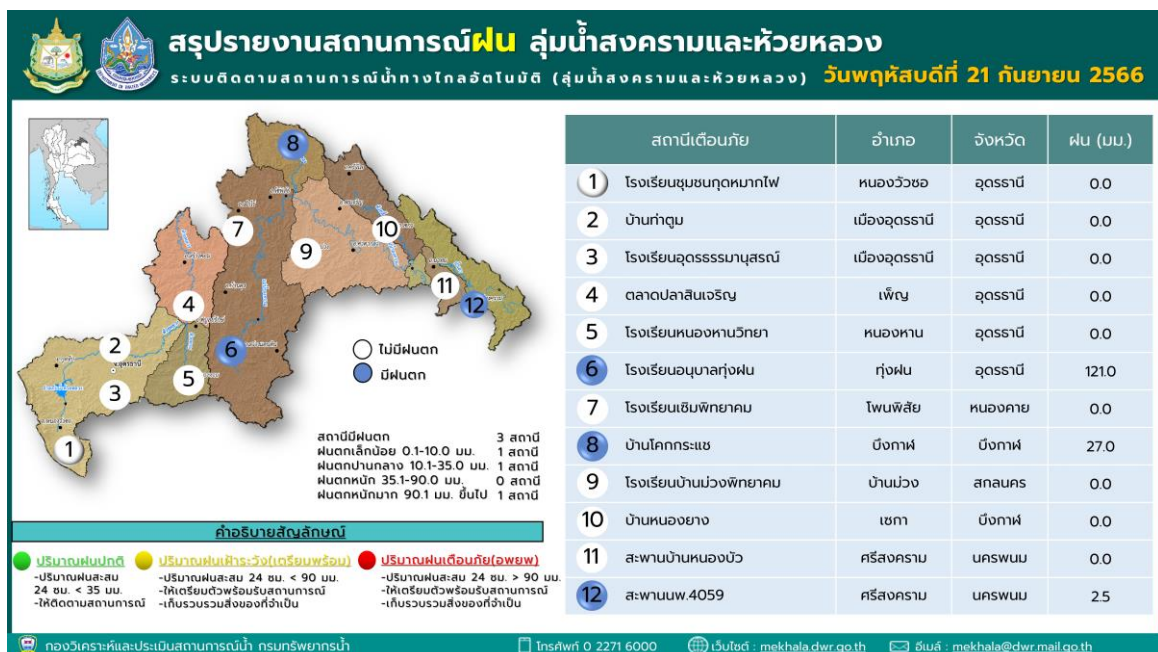 สรุปรายงานสถานการณ์ฝน ลุ่มน้ำสงครามและห้วยหลวง
ระบบติดตามสถานการณ์น้ำทางไกลอัตโนมัติ (ลุ่มน้ำสงครามและห้วยหลวง) วันพฤหัสบดีที่ 21 กันยายน 2566
8
7
10
9
11
12
4
2
6
5
3
1
อ.อุดรธานี
ไม่มีฝนตก
มีฝนตก
สถานีมีฝนตก 3 สถานี
ฝนตกเล็กน้อย 0.1-10.0 มม. 1 สถานี
ฝนตกปานกลาง 10.1-35.0 มม. 1 สถานี
ฝนตกหนัก 35.1-90.0 มม. 0 สถานี
ฝนตกหนักมาก 90.1 มม. ขึ้นไป 1 สถานี
คำอธิบายสัญลักษณ์
ปริมาณฝนปกติ
-ปริมาณฝนสะสม
24 ชม. < 35 มม.
-ให้ติดตามสถานการณ์
ปริมาณฝนเฝ้าระวัง(เตรียมพร้อม)
-ปริมาณฝนสะสม 24 ชม. < 90 มม.
-ให้เตรียมตัวพร้อมรับสถานการณ์
-เก็บรวบรวมสิ่งของที่จำเป็น
ปริมาณฝนเตือนภัย(อพยพ)
-ปริมาณฝนสะสม 24 ชม. > 90 มม.
-ให้เตรียมตัวพร้อมรับสถานการณ์
-เก็บรวบรวมสิ่งของที่จำเป็น
สถานีเตือนภัย อำเภอ จังหวัด ฝน (มม.)
1 โรงเรียนชุมชนกุดหมากไฟ หนองวัวซอ อุดรธานี 0.0
2 บ้านท่าตูม เมืองอุดรธานี อุดรธานี 0.0
3 โรงเรียนอุดรธรรมานุสรณ์ เมืองอุดรธานี อุดรธานี 0.0
4 ตลาดปลาสินเจริญ เพ็ญ อุดรธานี 0.0
5 โรงเรียนหนองหานวิทยา หนองหาน อุดรธานี 0.0
6 โรงเรียนอนุบาลทุ่งฝน ทุ่งฝน อุดรธานี 121.0
7 โรงเรียนเซิมพิทยาคม โพนพิสัย หนองคาย 0.0
8 บ้านโคกกระแซ บึงกาฬ บึงกาฬ 27.0
9 โรงเรียนบ้านม่วงพิทยาคม บ้านม่วง สกลนคร 0.0
10 บ้านหนองยาง เซกา บึงกาฬ 0.0
11 สะพานบ้านหนองบัว ศรีสงคราม นครพนม 0.0
12 สะพานนพ.4059 ศรีสงคราม นครพนม 2.5
กองวิเคราะห์และประเมินสถานการณ์น้ำ กรมทรัพยากรน้ำ โทรศัพท์ 0 2271 6000 เว็บไซต์ : mekhala.dwr.go.th อีเมล์ : mekhala@dwr.mail.go.th